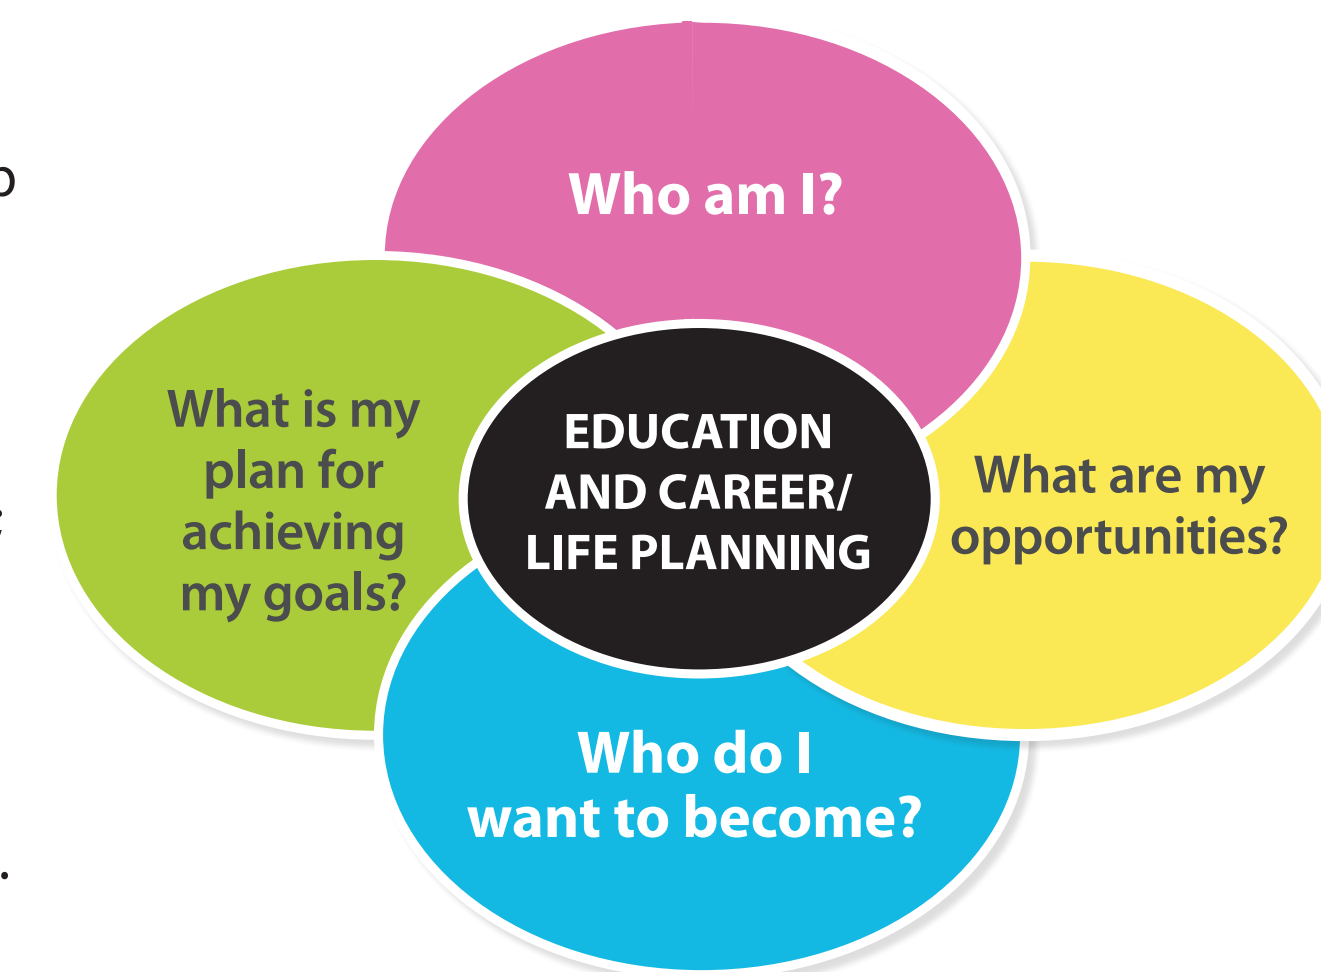 Who am I?
What is my
plan for
achieving
my goals?
EDUCATION
AND CAREER/
LIFE PLANNING
What are my
opportunities?
Who do I
want to become?